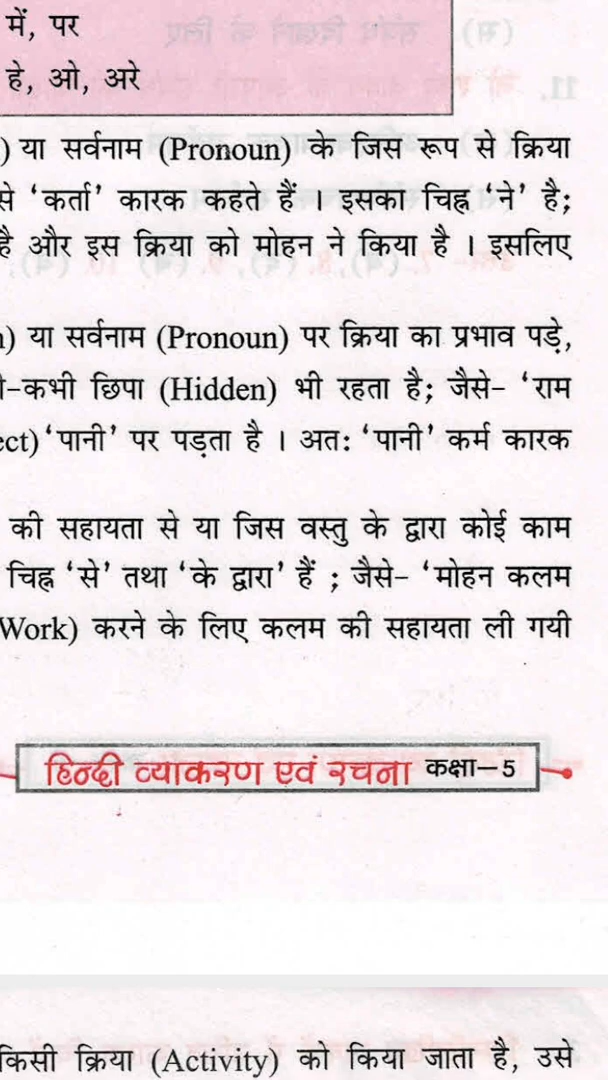 में, पर
हे, ओ, अरे
) या सर्वनाम (Pronoun) के जिस रूप से क्रिया
से ‘कर्ता’ कारक कहते हैं । इसका चिह्न ‘ने’ है;
है और इस क्रिया को मोहन ने किया है । इसलिए
) या सर्वनाम (Pronoun) पर क्रिया का प्रभाव पड़े,
-कभी छिपा (Hidden) भी रहता है; जैसे- ‘राम
ect) ‘पानी’ पर पड़ता है । अत: ‘पानी’ कर्म कारक
की सहायता से या जिस वस्तु के द्वारा कोई काम
चिह्न ‘से’ तथा ‘के द्वारा’ हैं ; जैसे- ‘मोहन कलम
Work) करने के लिए कलम की सहायता ली गयी
हिन्दी व्याकरण एवं रचना कक्षा-5
किसी क्रिया (Activity) को किया जाता है, उसे